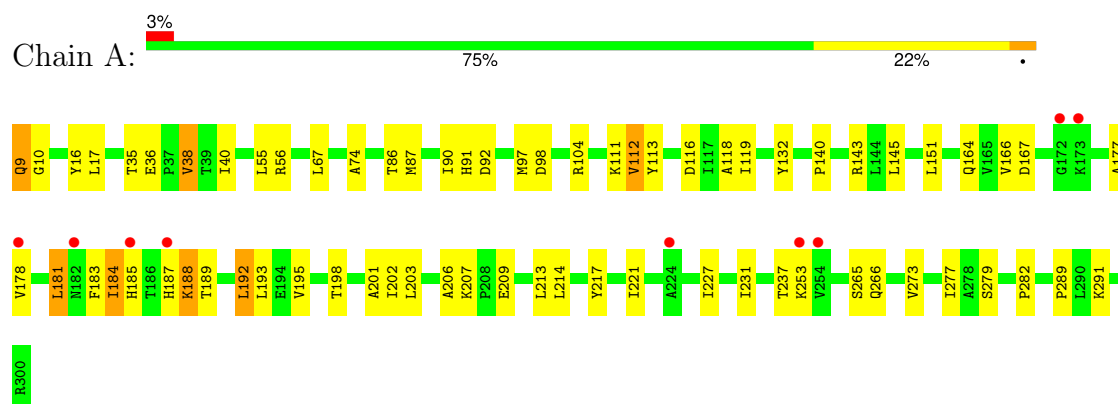 3%
Chain A:
75% 22% •
Q9 G10 Y16 L17 T35 E36 P37 V38 T39 I40 L55 R56 L67 A74 T86 M87 I90 H91 D92 M97 D98 R104 K111 V112 Y113 D116 I117 A118 I119 Y132 P140 R143 L144 L145 L151 Q164 V165 V166 D167 G172 K173 A177
V178 L181 N182 F183 I184 H185 T186 H187 K188 T189 L192 L193 E194 V195 T198 A201 I202 L203 A206 K207 P208 E209 L213 L214 Y217 I221 A224 I227 I231 T237 K253 V254 S265 Q266 V273 I277 A278 S279 P282 P289 L290 K291
R300